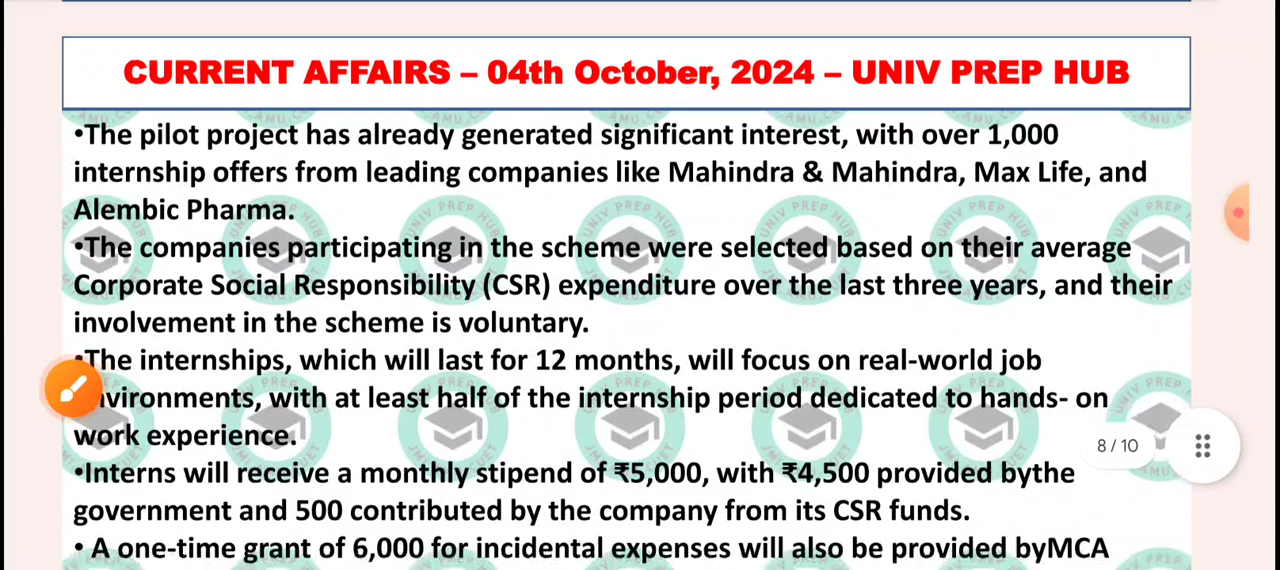 CURRENT AFFAIRS – 04th October, 2024 – UNIV PREP HUB
•The pilot project has already generated significant interest, with over 1,000
internship offers from leading companies like Mahindra & Mahindra, Max Life, and
Alembic Pharma.
•The companies participating in the scheme were selected based on their average
Corporate Social Responsibility (CSR) expenditure over the last three years, and their
involvement in the scheme is voluntary.
•The internships, which will last for 12 months, will focus on real-world job
nvironments, with at least half of the internship period dedicated to hands- on
work experience.
8 / 10
•Interns will receive a monthly stipend of ₹5,000, with ₹4,500 provided bythe
government and 500 contributed by the company from its CSR funds.
• A one-time grant of 6,000 for incidental expenses will also be provided byMCA